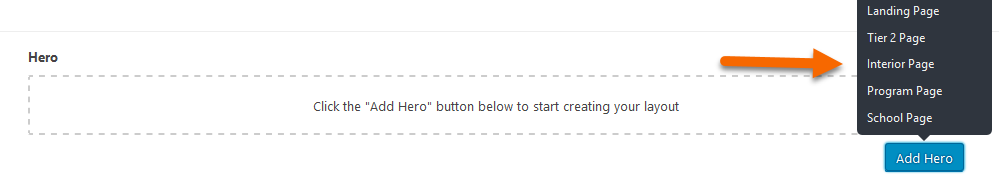 Landing Page
Tier 2 Page
Hero
Interior Page
Program Page
Click the "Add Hero" button below to start creating your layout
School Page
Add Hero